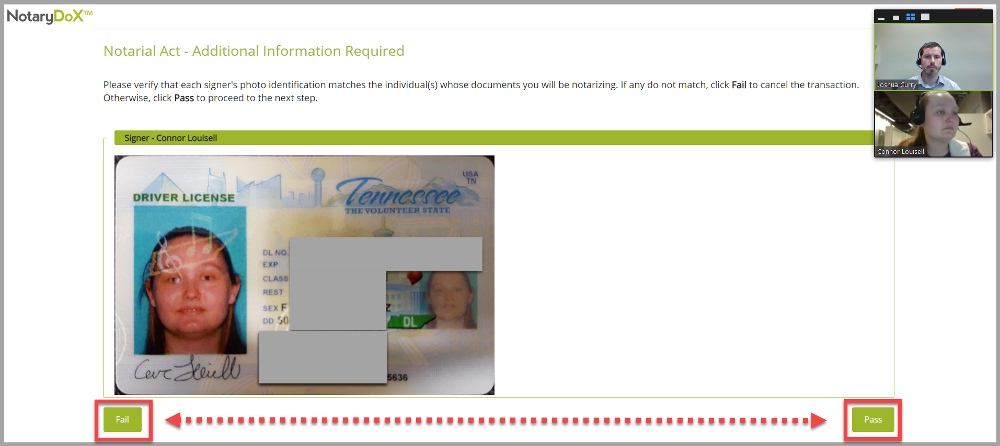 NotaryDoX™
Notarial Act - Additional Information Required
Please verify that each signer's photo identification matches the individual(s) whose documents you will be notarizing. If any do not match, click Fail to cancel the transaction.
Otherwise, click Pass to proceed to the next step.
Joshua Curry
Connor Louisell
Signer - Connor Louisell
USA
TN
Tennessee
DRIVER LICENSE
THE VOLUNTEER STATE
DL NO.
EXP
CLASS
REST
SEX F
Z
DD 50
DL
5636
Fail
Pass